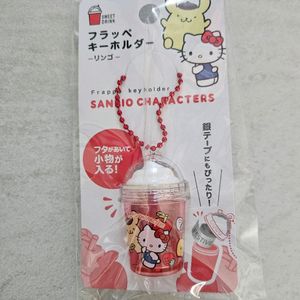 SWEET
DRINK
フラッペ
キーホルダー
−リンゴ−
Frappe keyholder
SANRIO CHARACTERS
フタがあいて
小物が
入る!
銀テープにもぴったり!